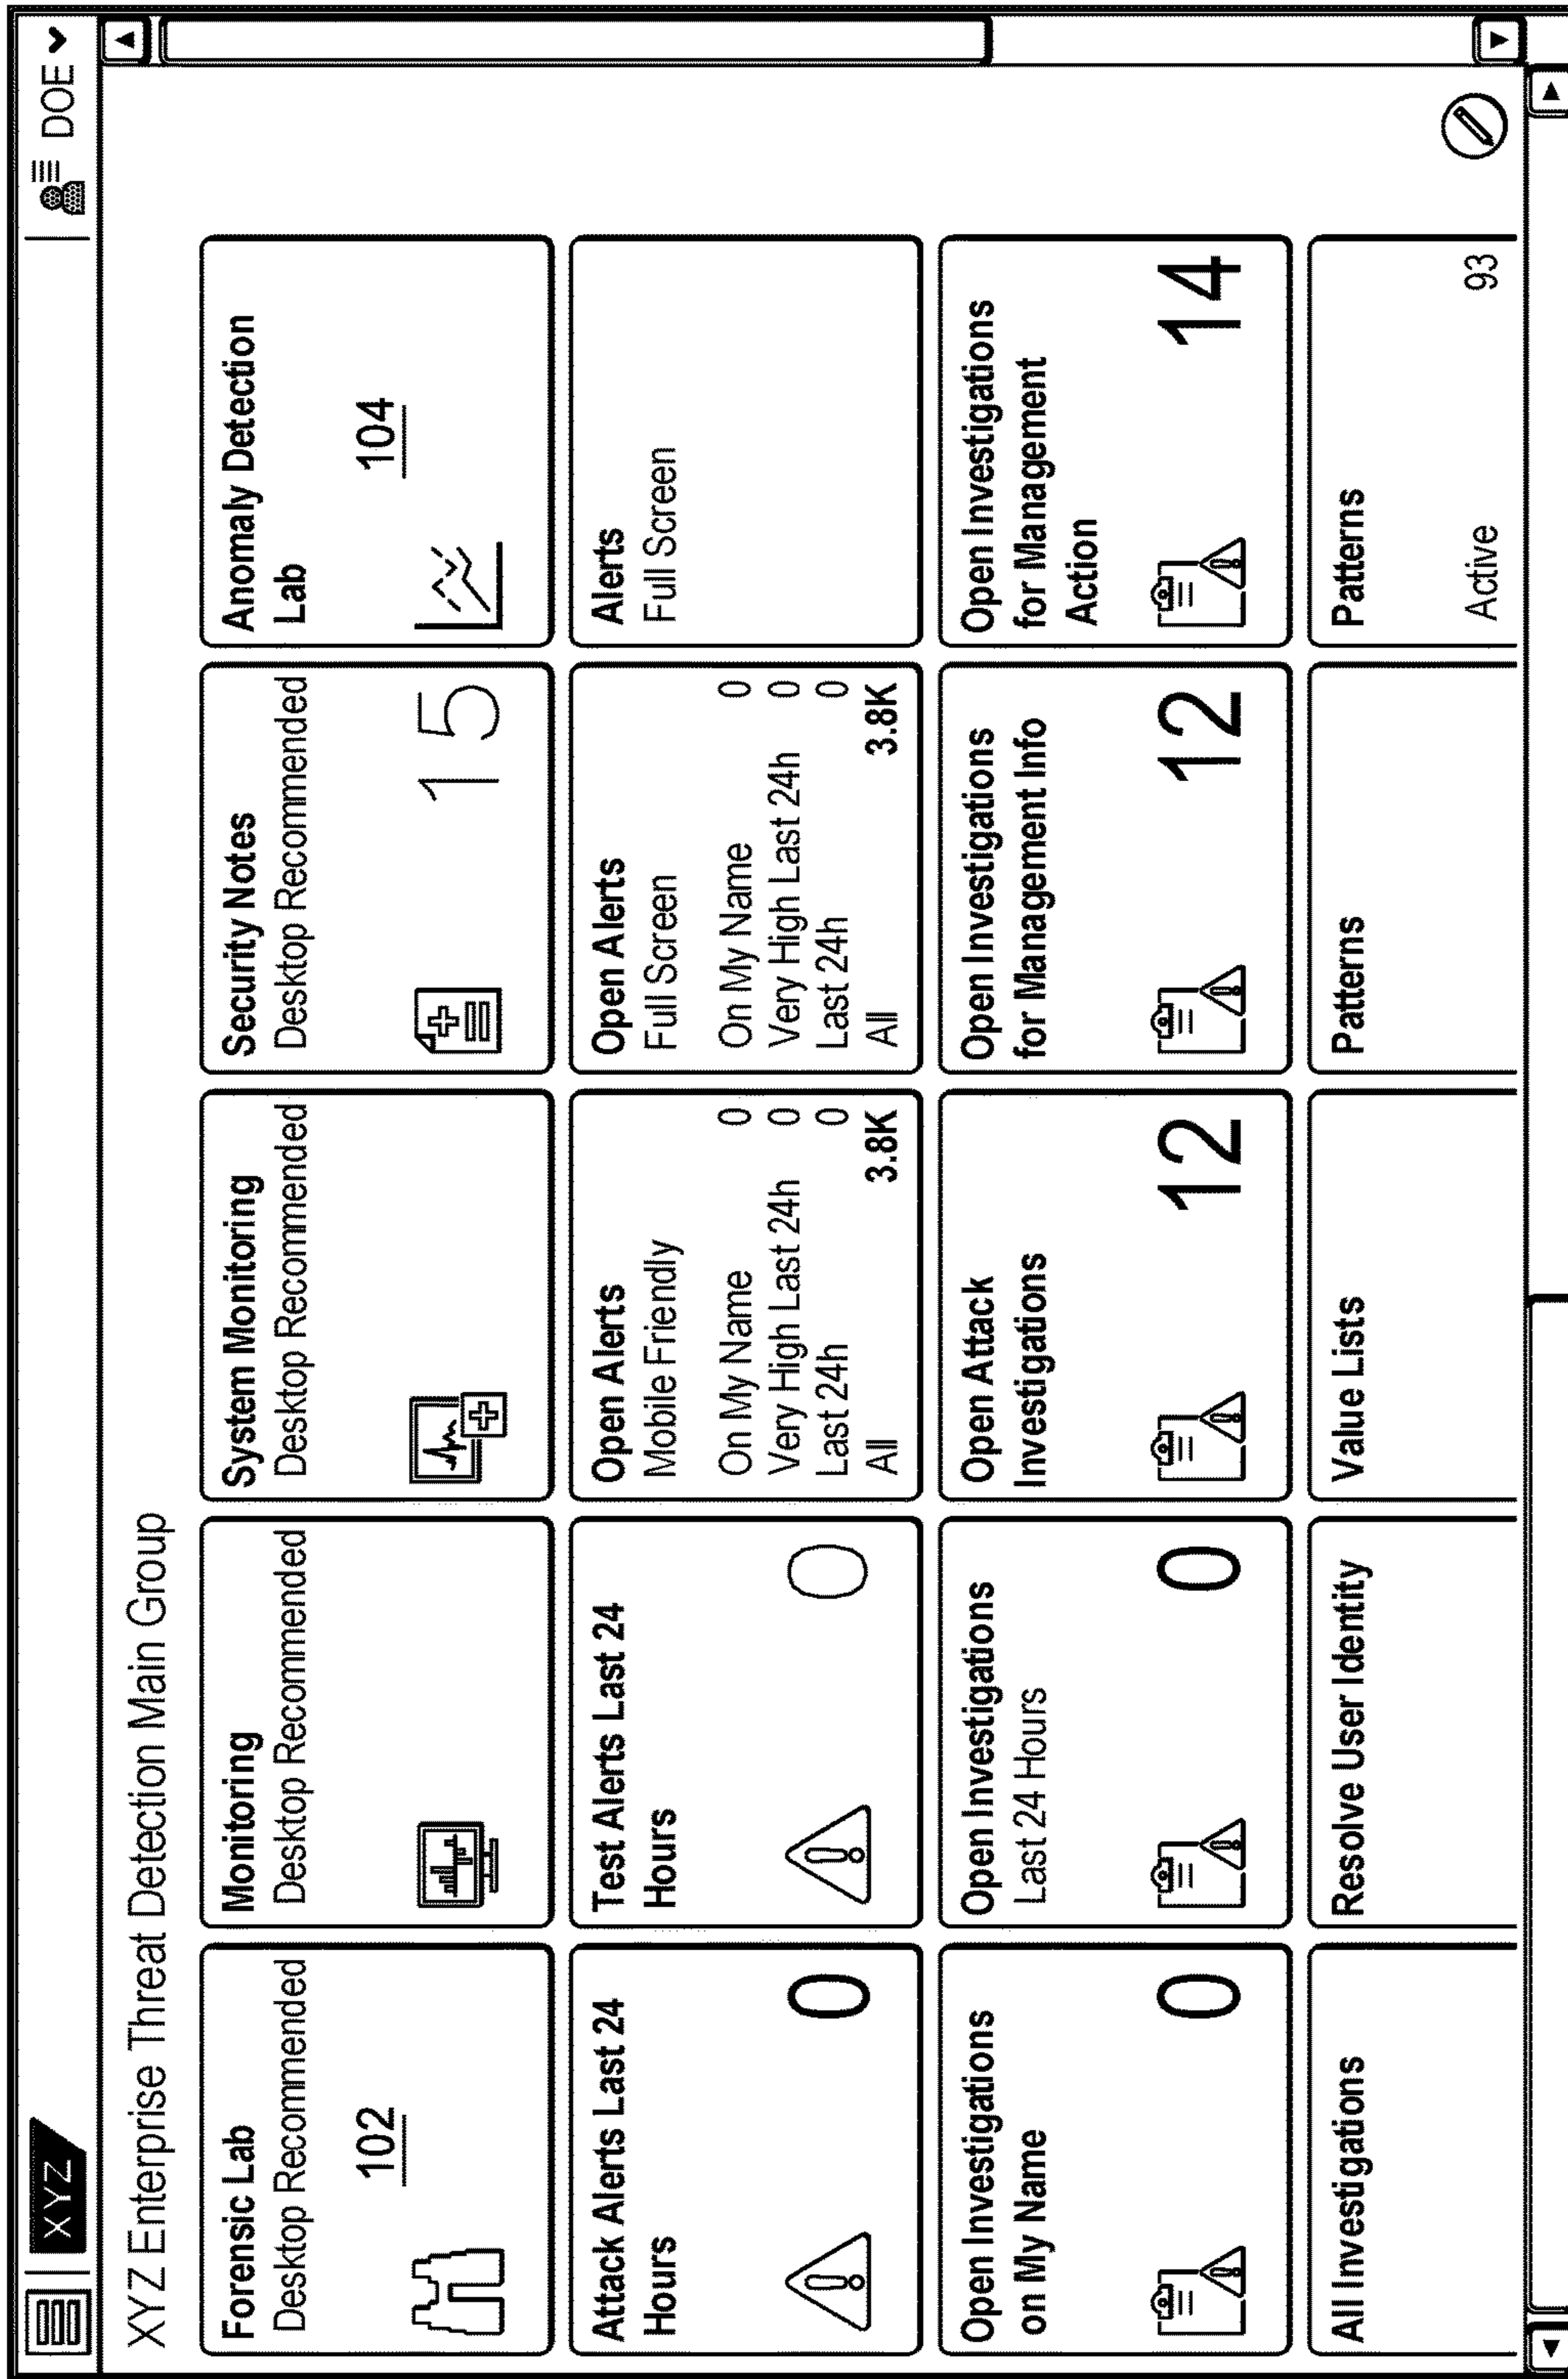 XYZ
DOE
XYZ Enterprise Threat Detection Main Group
Forensic Lab
Desktop Recommended
102
Monitoring
Desktop Recommended
System Monitoring
Desktop Recommended
Security Notes
Desktop Recommended
15
Anomaly Detection
Lab
104
Attack Alerts Last 24
Hours
0
Test Alerts Last 24
Hours
0
Open Alerts
Mobile Friendly
On My Name 0
Very High Last 24h 0
Last 24h 0
All 3.8K
Open Alerts
Full Screen
On My Name 0
Very High Last 24h 0
Last 24h 0
All 3.8K
Alerts
Full Screen
Open Investigations
on My Name
0
Open Investigations
Last 24 Hours
0
Open Attack
Investigations
12
Open Investigations
for Management Info
12
Open Investigations
for Management
Action
14
All Investigations
Resolve User Identity
Value Lists
Patterns
Patterns
Active 93